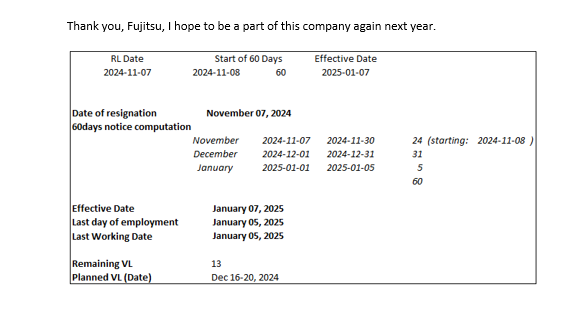 Thank you, Fujitsu, I hope to be a part of this company again next year.
RL Date Start of 60 Days Effective Date
2024-11-07 2024-11-08 60 2025-01-07
Date of resignation November 07, 2024
60days notice computation
November 2024-11-07 2024-11-30 24 (starting: 2024-11-08 )
December 2024-12-01 2024-12-31 31
January 2025-01-01 2025-01-05 5
60
Effective Date January 07, 2025
Last day of employment January 05, 2025
Last Working Date January 05, 2025
Remaining VL 13
Planned VL (Date) Dec 16-20, 2024